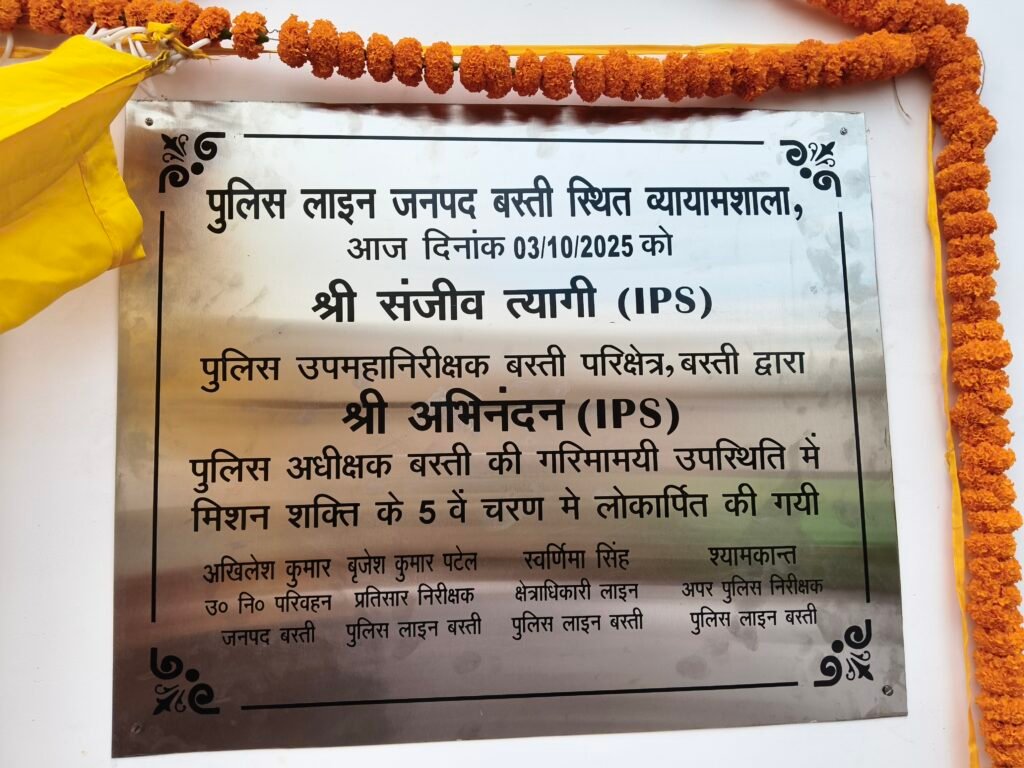 पुलिस लाइन जनपद बस्ती स्थित व्यायामशाला,
आज दिनांक 03/10/2025 को
श्री संजीव त्यागी (IPS)
पुलिस उपमहानिरीक्षक बस्ती परिक्षेत्र, बस्ती द्वारा
श्री अभिनंदन (IPS)
पुलिस अधीक्षक बस्ती की गरिमामयी उपस्थिति में
मिशन शक्ति के 5 वें चरण मे लोकार्पित की गयी
अखिलेश कुमार
उ० नि० परिवहन
जनपद बस्ती
बृजेश कुमार पटेल
प्रतिसार निरीक्षक
पुलिस लाइन बस्ती
स्वर्णिमा सिंह
क्षेत्राधिकारी लाइन
पुलिस लाइन बस्ती
श्यामकान्त
अपर पुलिस निरीक्षक
पुलिस लाइन बस्ती